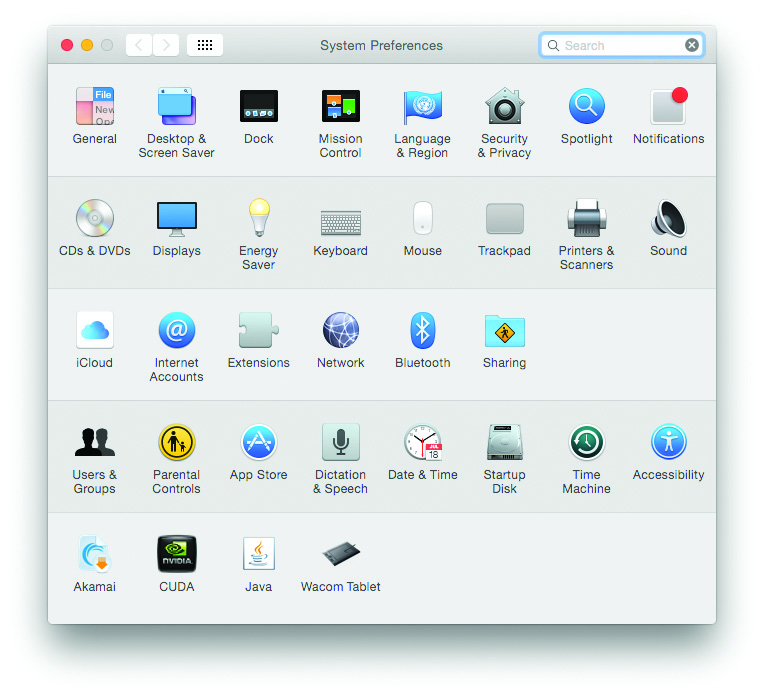 System Preferences
Search
File
New
Ope
General
Desktop &
Screen Saver
Dock
Mission
Control
Language
& Region
Security
& Privacy
Spotlight
Notifications
CDs & DVDs
Displays
Energy
Saver
Keyboard
Mouse
Trackpad
Printers &
Scanners
Sound
@
iCloud
Internet
Accounts
Extensions
Network
Bluetooth
Sharing
JUL
18
Users &
Groups
Parental
Controls
App Store
Dictation
& Speech
Date & Time
Startup
Disk
Time
Machine
Accessibility
NVIDIA
Akamai
CUDA
Java
Wacom Tablet